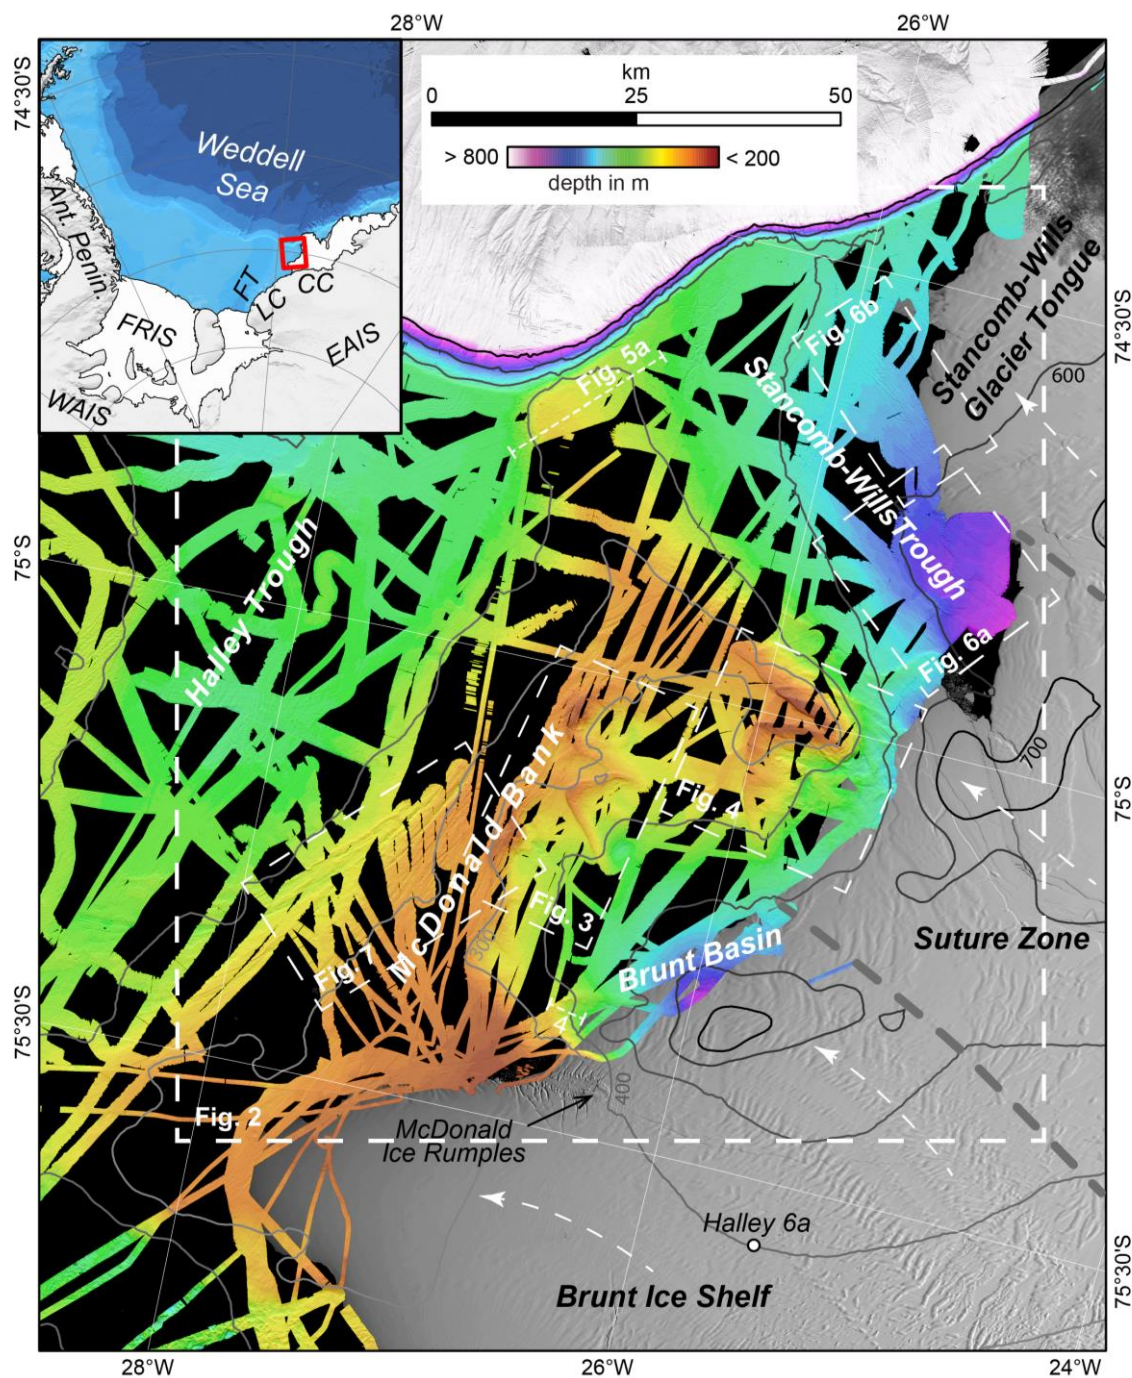 28°W
26°W
74°30'S
km
0
25
50
> 800
< 200
depth in m
Weddell
Sea
Ant. Penin.
FT
LC
CC
FRIS
EAIS
WAIS
Stancomb-Wills
Glacier Tongue
74°30'S
600
Fig. 6b
Fig. 5a
Stancomb-Wills Trough
Halley Trough
75°S
Fig. 6a
700
75°S
Fig. 4
McDonald Bank
Fig. 3
300
Fig. 7
Brunt Basin
Suture Zone
75°30'S
4
400
Fig. 2
McDonald
Ice Rumples
Halley 6a
75°30'S
Brunt Ice Shelf
28°W
26°W
24°W